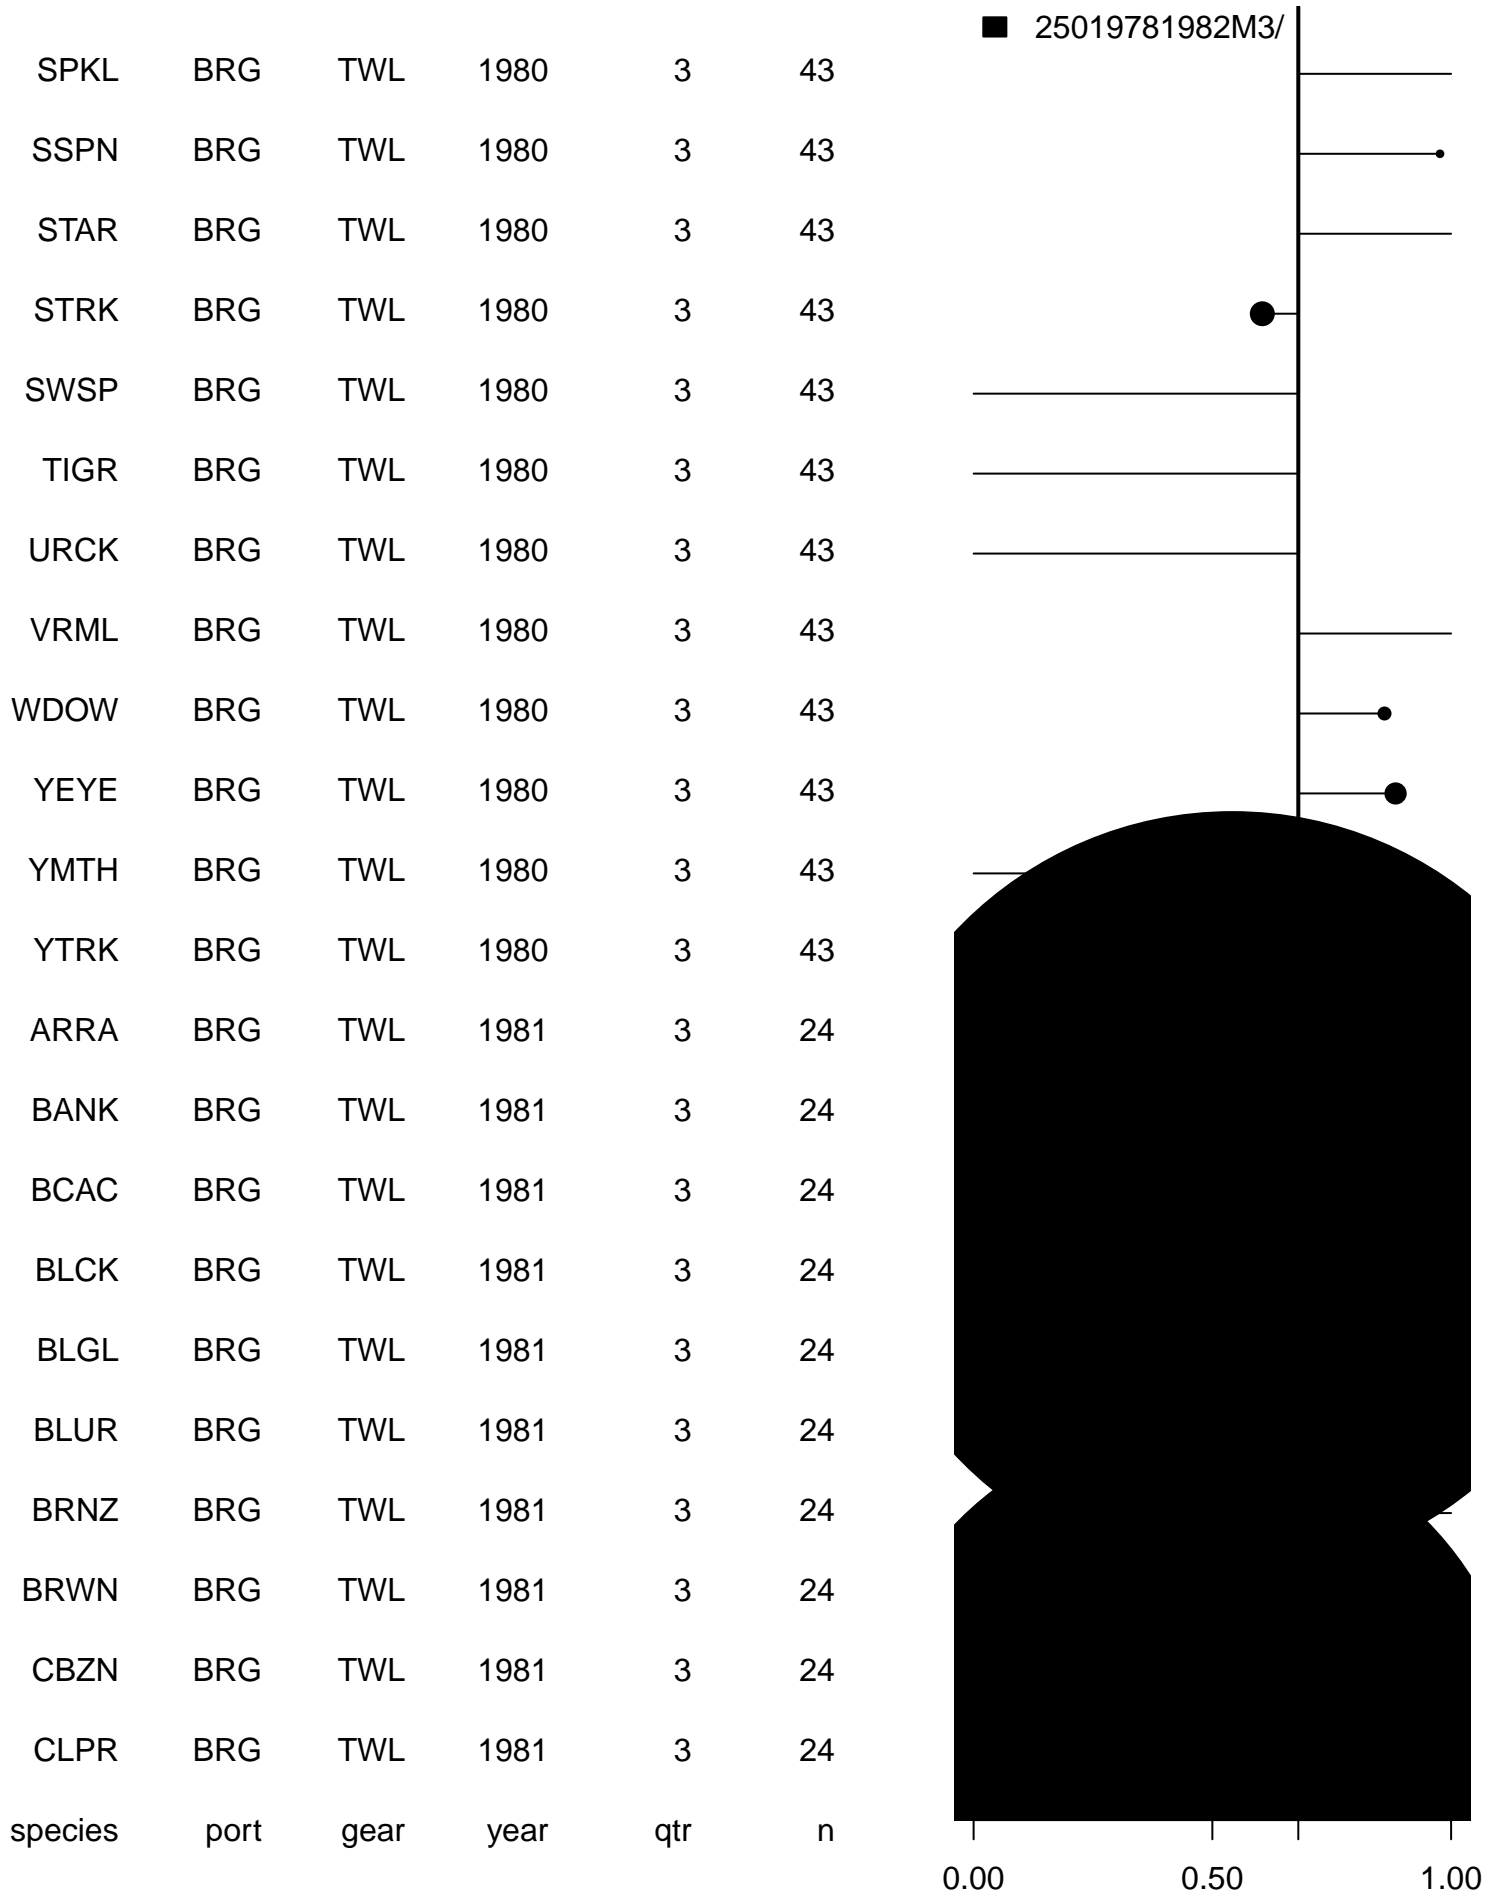 25019781982M3/
SPKL BRG TWL 1980 3 43
SSPN BRG TWL 1980 3 43
STAR BRG TWL 1980 3 43
STRK BRG TWL 1980 3 43
SWSP BRG TWL 1980 3 43
TIGR BRG TWL 1980 3 43
URCK BRG TWL 1980 3 43
VRML BRG TWL 1980 3 43
WDOW BRG TWL 1980 3 43
YEYE BRG TWL 1980 3 43
YMTH BRG TWL 1980 3 43
YTRK BRG TWL 1980 3 43
ARRA BRG TWL 1981 3 24
BANK BRG TWL 1981 3 24
BCAC BRG TWL 1981 3 24
BLCK BRG TWL 1981 3 24
BLGL BRG TWL 1981 3 24
BLUR BRG TWL 1981 3 24
BRNZ BRG TWL 1981 3 24
BRWN BRG TWL 1981 3 24
CBZN BRG TWL 1981 3 24
CLPR BRG TWL 1981 3 24
species port gear year qtr n
0.00 0.50 1.00